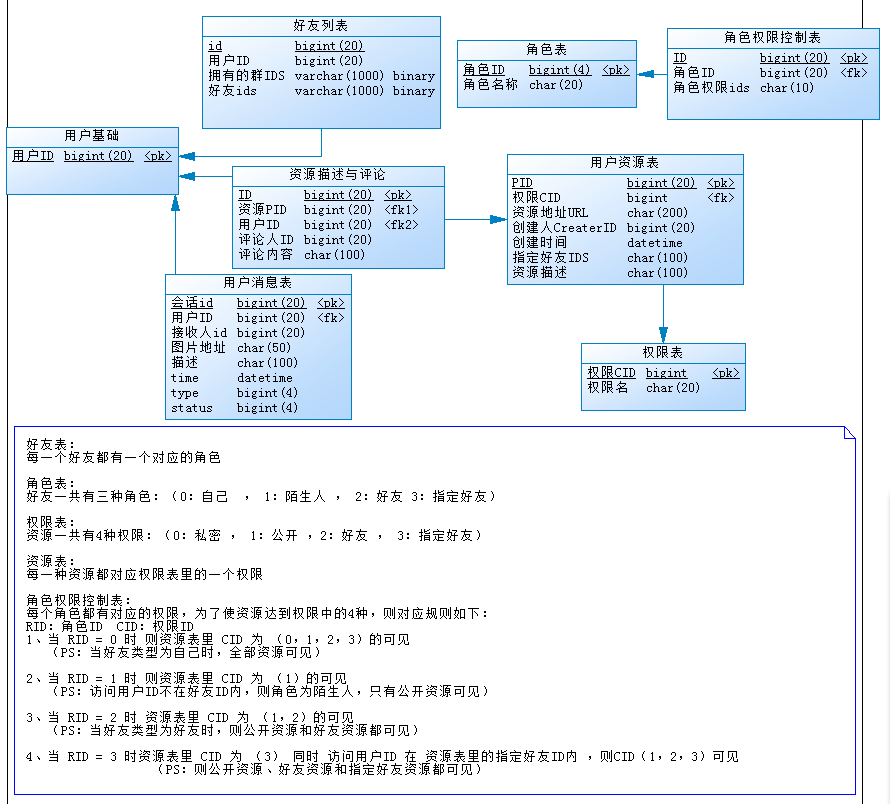 好友列表
id bigint(20)
用户ID bigint(20)
拥有的群IDS varchar(1000) binary
好友ids varchar(1000) binary
角色表
角色ID bigint(4) <pk>
角色名称 char(20)
角色权限控制表
ID bigint(20) <pk>
角色ID bigint(20) <fk>
角色权限ids char(10)
用户基础
用户ID bigint(20) <pk>
资源描述与评论
ID bigint(20) <pk>
资源PID bigint(20) <fk1>
用户ID bigint(20) <fk2>
评论人ID bigint(20)
评论内容 char(100)
用户资源表
PID bigint(20) <pk>
权限CID bigint <fk>
资源地址URL char(200)
创建人CreaterID bigint(20)
创建时间 datetime
指定好友IDS char(100)
资源描述 char(100)
用户消息表
会话id bigint(20) <pk>
用户ID bigint(20) <fk>
接收人id bigint(20)
图片地址 char(50)
描述 char(100)
time datetime
type bigint(4)
status bigint(4)
权限表
权限CID bigint <pk>
权限名 char(20)
好友表：
每一个好友都有一个对应的角色
角色表：
好友一共有三种角色：（0：自己 ， 1：陌生人 ， 2：好友 3：指定好友）
权限表：
资源一共有4种权限：（0：私密 ， 1：公开 ，2：好友 ， 3：指定好友）
资源表：
每一种资源都对应权限表里的一个权限
角色权限控制表：
每个角色都有对应的权限，为了使资源达到权限中的4种，则对应规则如下：
RID：角色ID CID：权限ID
1、当 RID = 0 时 则资源表里 CID 为 （0，1，2，3）的可见
（PS：当好友类型为自己时，全部资源可见）
2、当 RID = 1 时 则资源表里 CID 为 （1）的可见
（PS：访问用户ID不在好友ID内，则角色为陌生人，只有公开资源可见）
3、当 RID = 2 时 资源表里 CID 为 （1，2）的可见
（PS：当好友类型为好友时，则公开资源和好友资源都可见）
4、当 RID = 3 时资源表里 CID 为 （3） 同时 访问用户ID 在 资源表里的指定好友ID内 ，则CID（1，2，3）可见
（PS：则公开资源、好友资源和指定好友资源都可见）